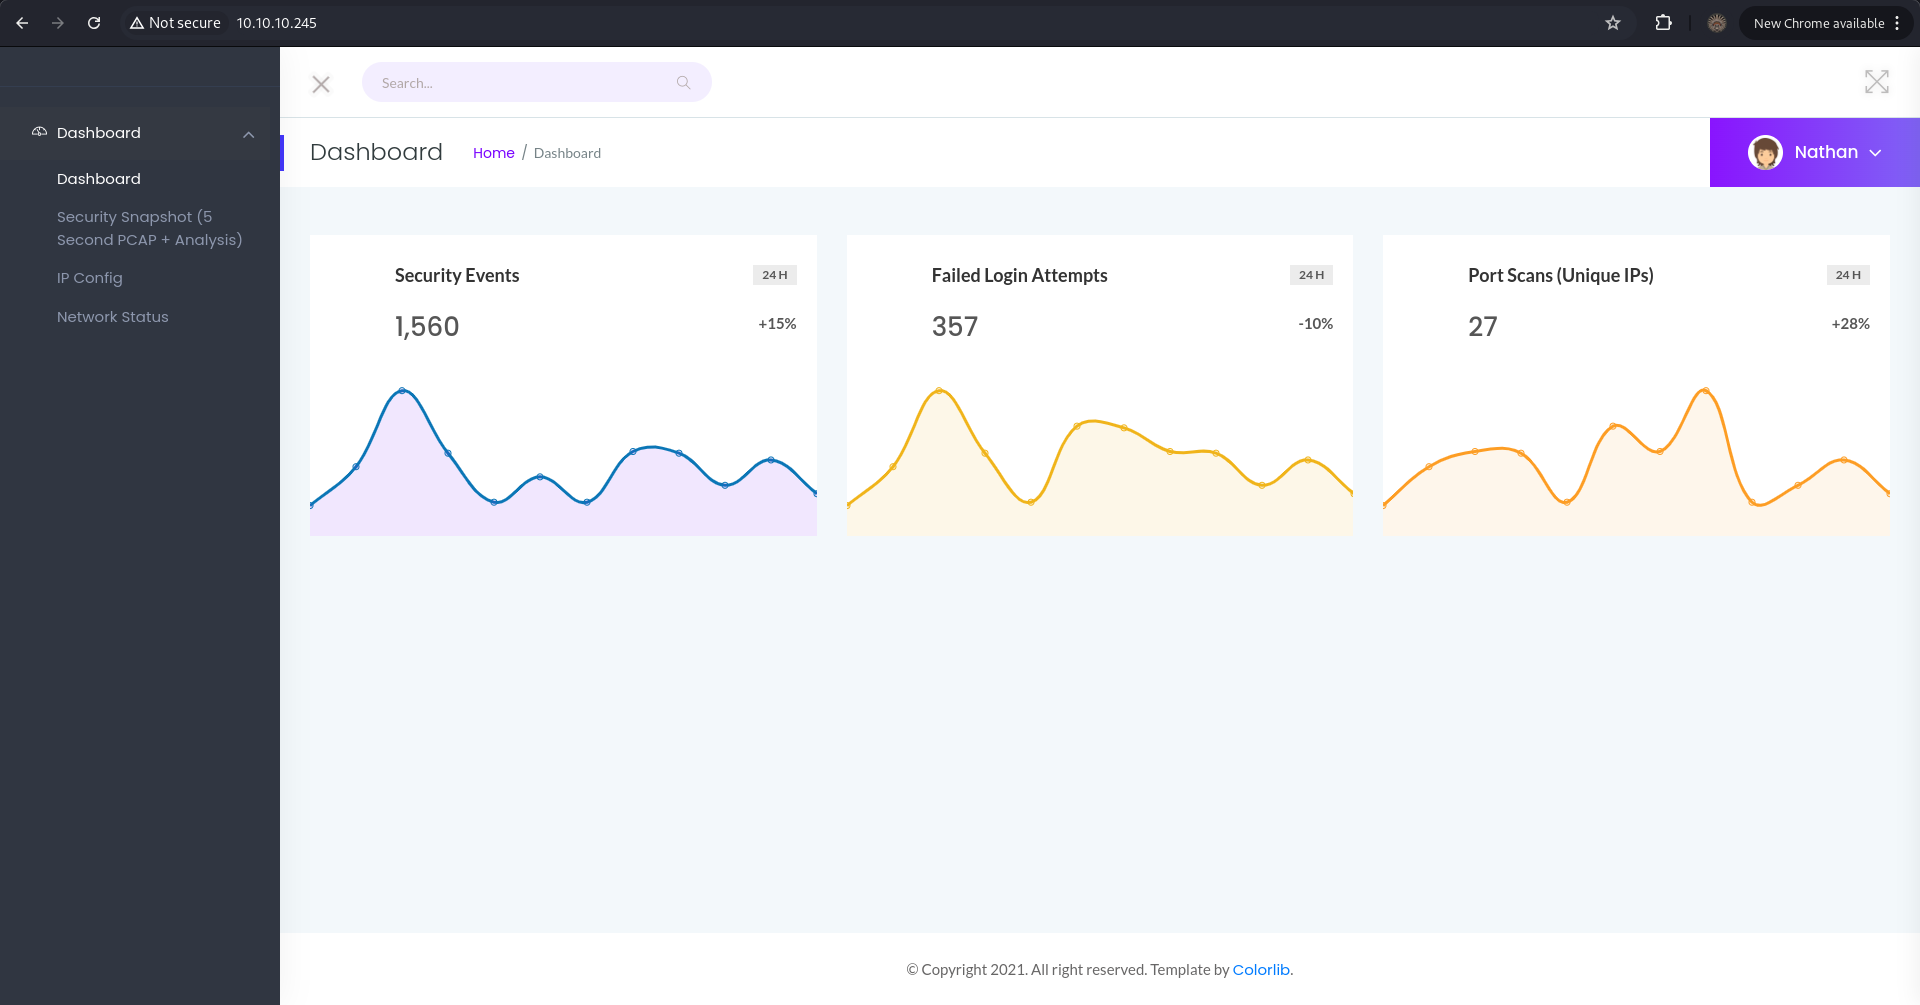 Not secure 10.10.10.245 New Chrome available
Search...
Dashboard
Dashboard
Security Snapshot (5
Second PCAP + Analysis)
IP Config
Network Status
Dashboard Home / Dashboard
Nathan
Security Events 24 H
1,560 +15%
Failed Login Attempts 24 H
357 -10%
Port Scans (Unique IPs) 24 H
27 +28%
© Copyright 2021. All right reserved. Template by Colorlib.